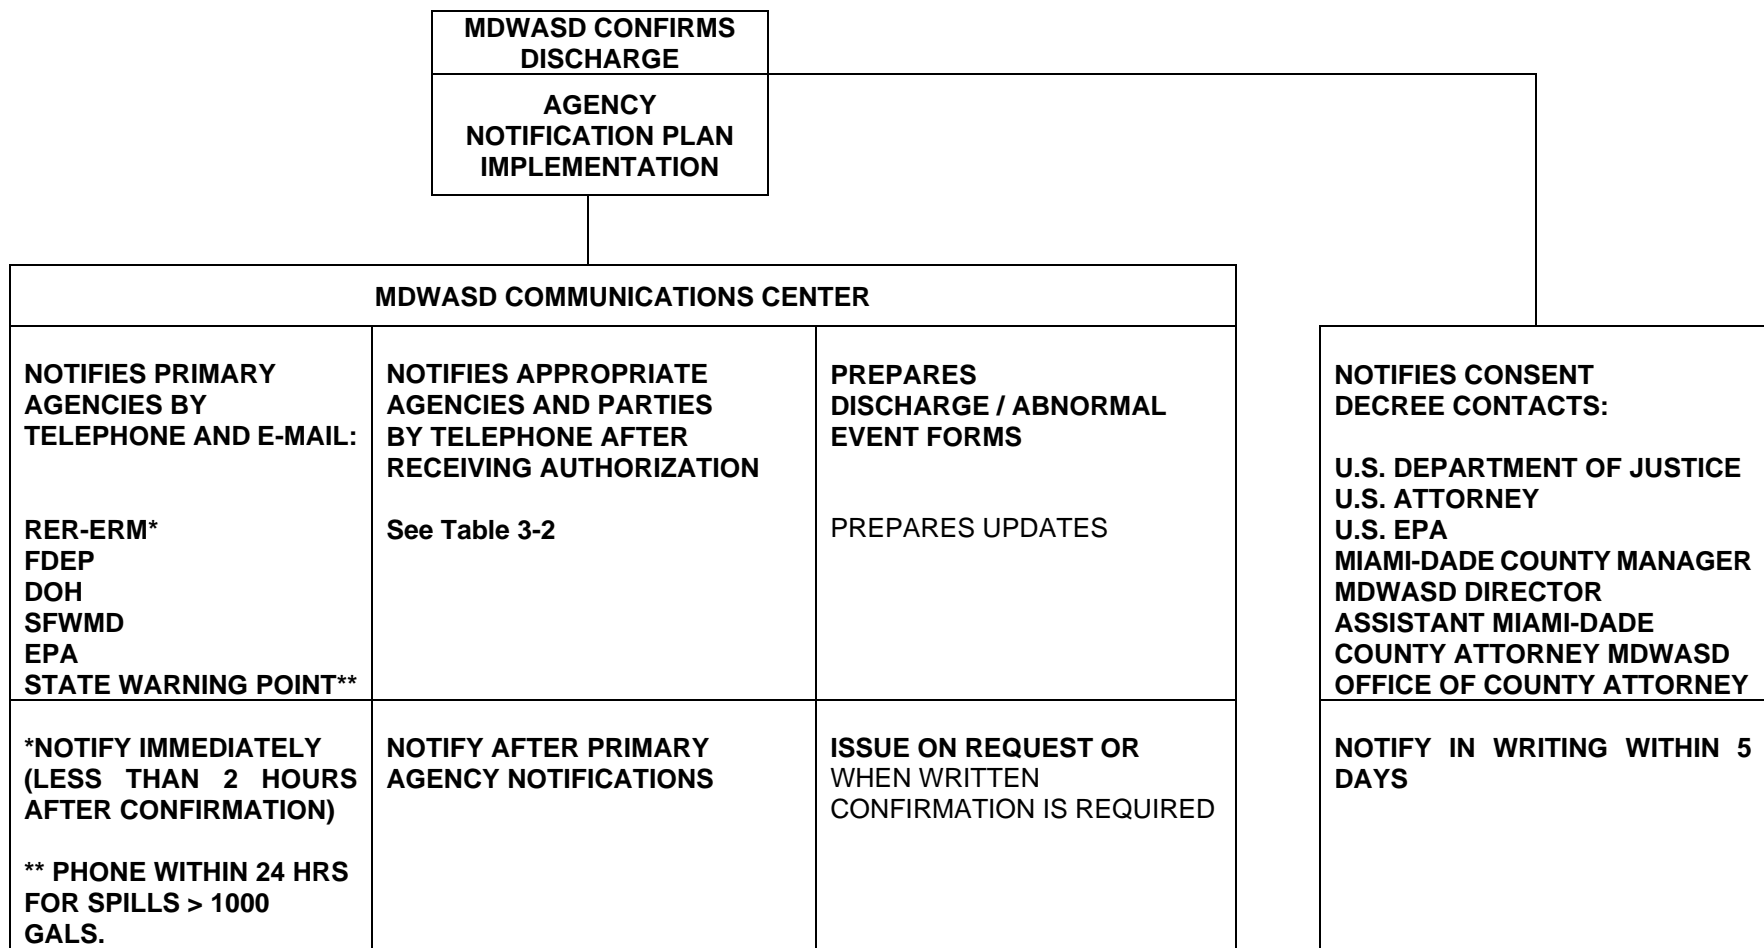 MDWASD CONFIRMS
DISCHARGE
AGENCY
NOTIFICATION PLAN
IMPLEMENTATION
MDWASD COMMUNICATIONS CENTER
NOTIFIES PRIMARY
AGENCIES BY
TELEPHONE AND E-MAIL:
RER-ERM*
FDEP
DOH
SFWMD
EPA
STATE WARNING POINT**
NOTIFIES APPROPRIATE
AGENCIES AND PARTIES
BY TELEPHONE AFTER
RECEIVING AUTHORIZATION
See Table 3-2
PREPARES
DISCHARGE / ABNORMAL
EVENT FORMS
PREPARES UPDATES
NOTIFIES CONSENT
DECREE CONTACTS:
U.S. DEPARTMENT OF JUSTICE
U.S. ATTORNEY
U.S. EPA
MIAMI-DADE COUNTY MANAGER
MDWASD DIRECTOR
ASSISTANT MIAMI-DADE
COUNTY ATTORNEY MDWASD
OFFICE OF COUNTY ATTORNEY
*NOTIFY IMMEDIATELY
(LESS THAN 2 HOURS
AFTER CONFIRMATION)
** PHONE WITHIN 24 HRS
FOR SPILLS > 1000
GALS.
NOTIFY AFTER PRIMARY
AGENCY NOTIFICATIONS
ISSUE ON REQUEST OR
WHEN WRITTEN
CONFIRMATION IS REQUIRED
NOTIFY IN WRITING WITHIN 5
DAYS